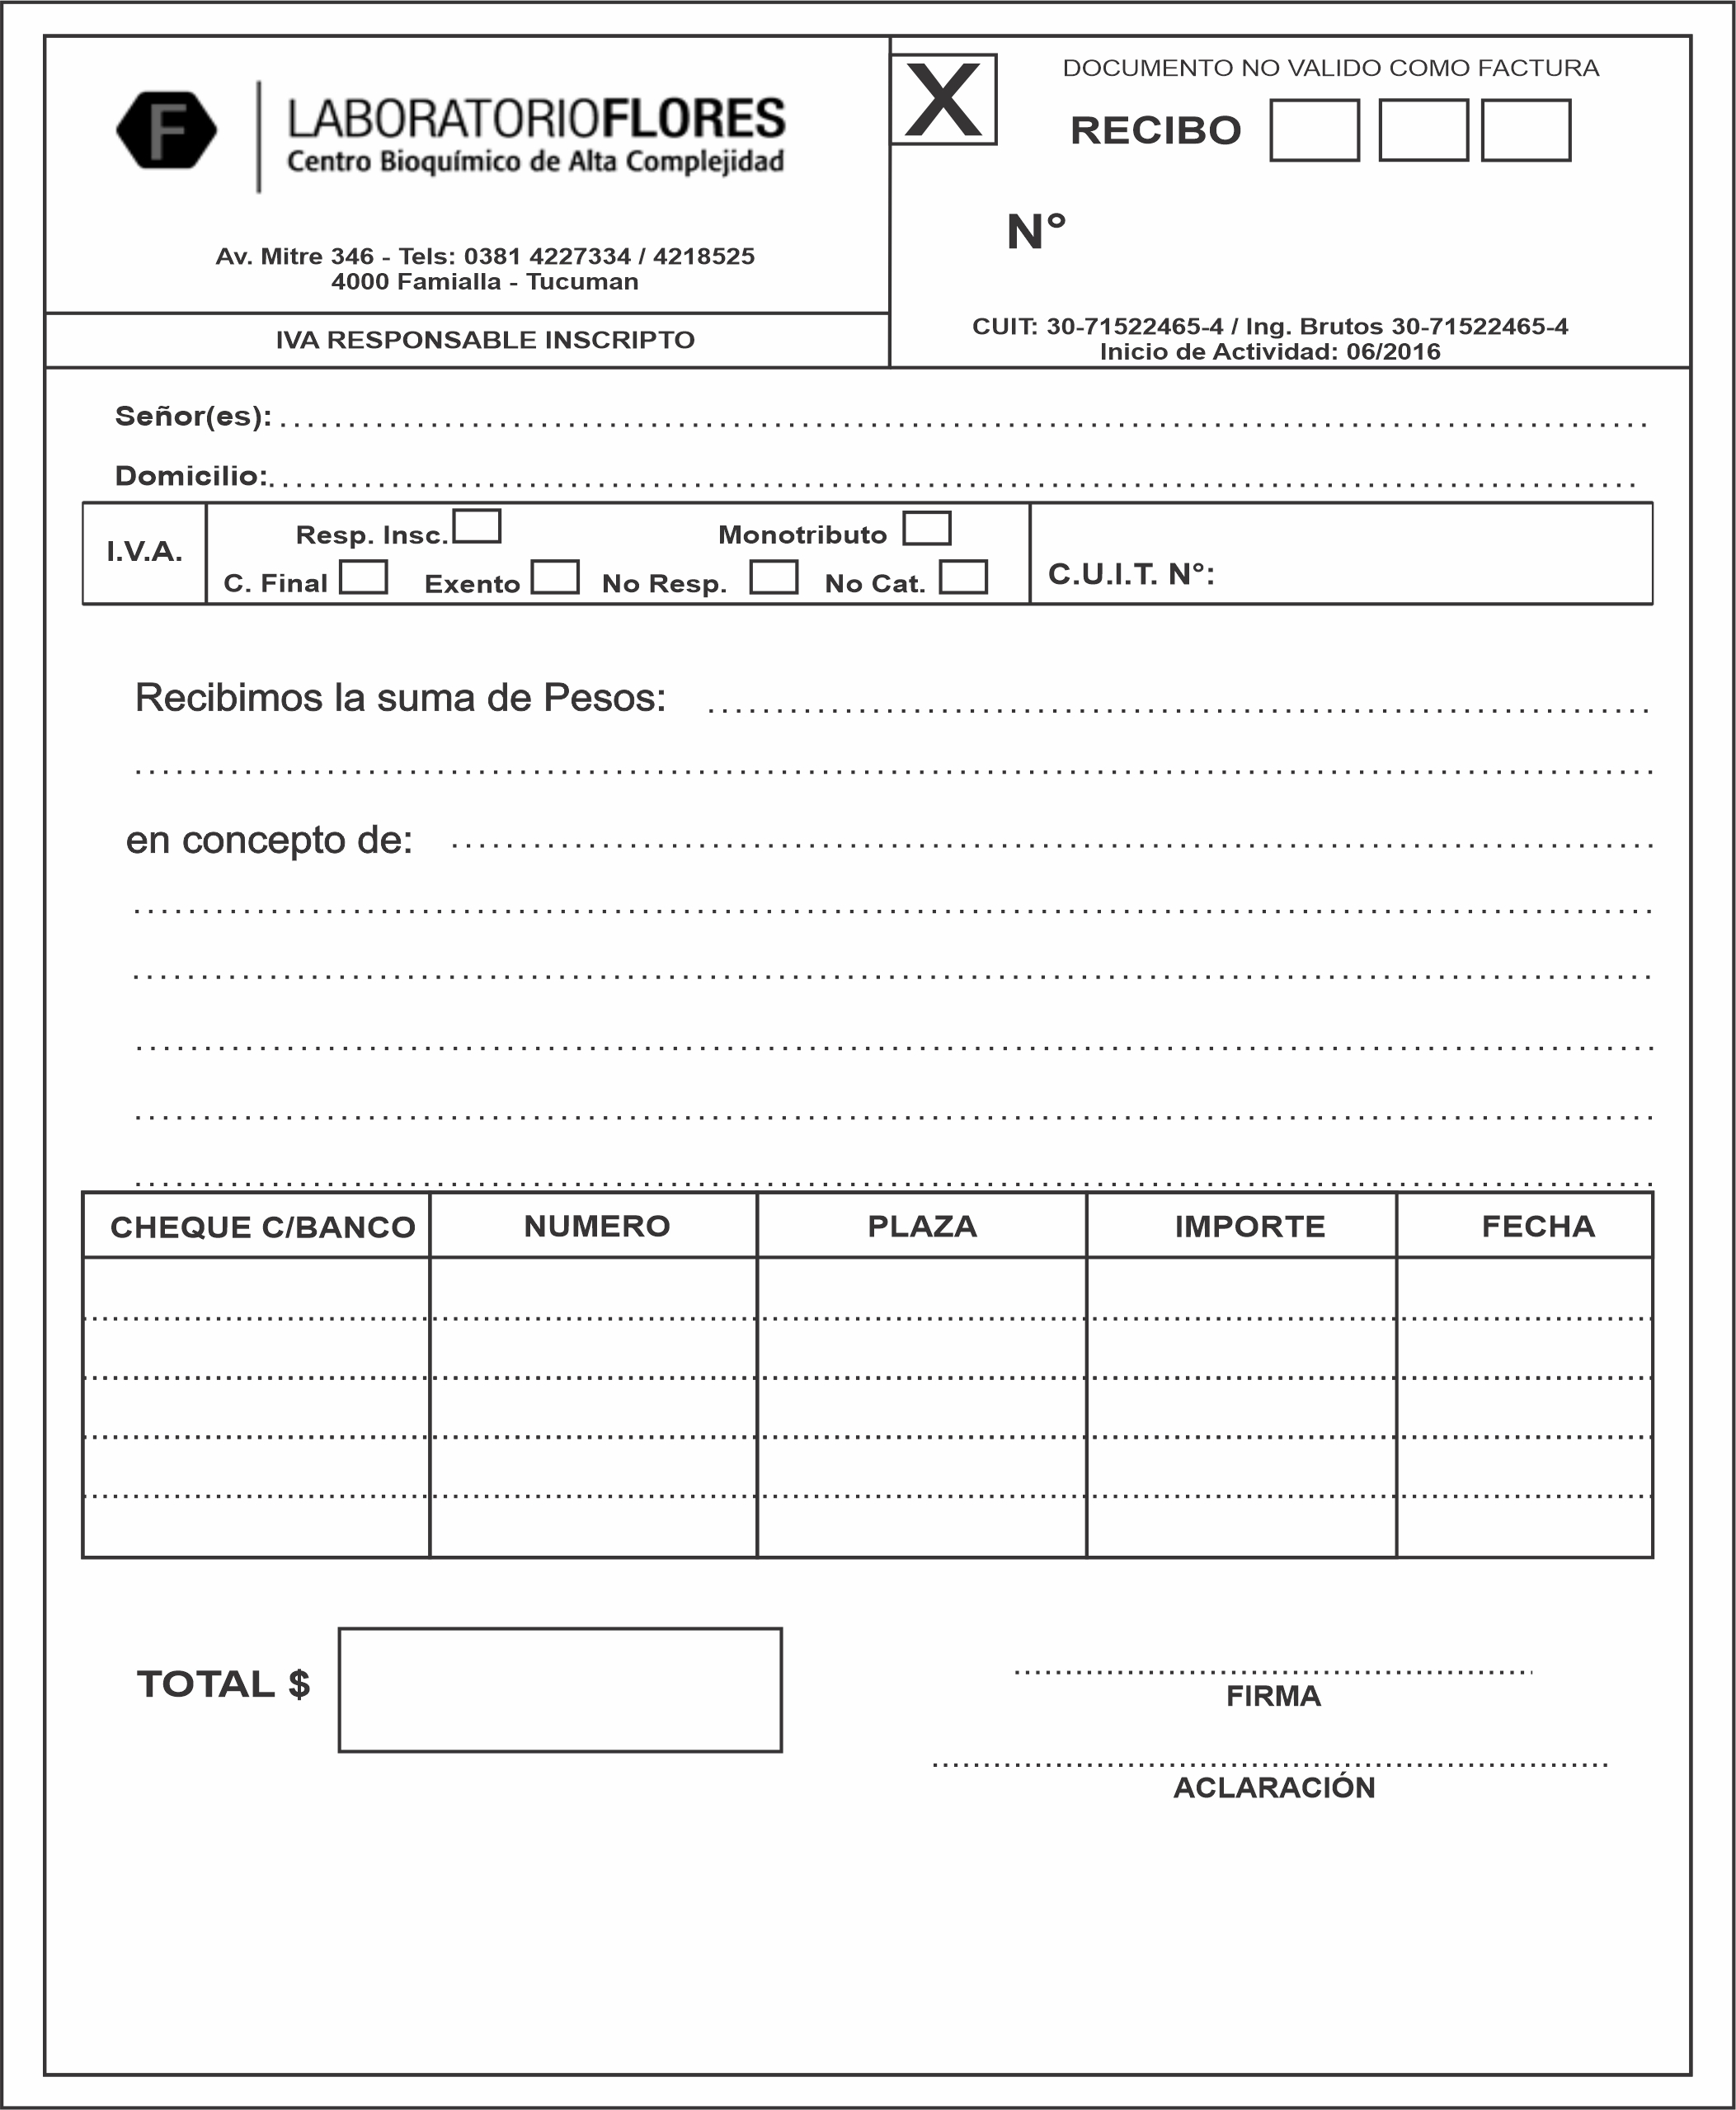 F
LABORATORIOFLORES
Centro Bioquímico de Alta Complejidad
Av. Mitre 346 - Tels: 0381 4227334 / 4218525
4000 Famialla - Tucuman
IVA RESPONSABLE INSCRIPTO
X
DOCUMENTO NO VALIDO COMO FACTURA
RECIBO
N°
CUIT: 30-71522465-4 / Ing. Brutos 30-71522465-4
Inicio de Actividad: 06/2016
Señor(es):
Domicilio:
I.V.A.
Resp. Insc. Monotributo
C. Final Exento No Resp. No Cat.
C.U.I.T. N°:
Recibimos la suma de Pesos:
en concepto de:
CHEQUE C/BANCO NUMERO PLAZA IMPORTE FECHA
TOTAL $
FIRMA
ACLARACIÓN